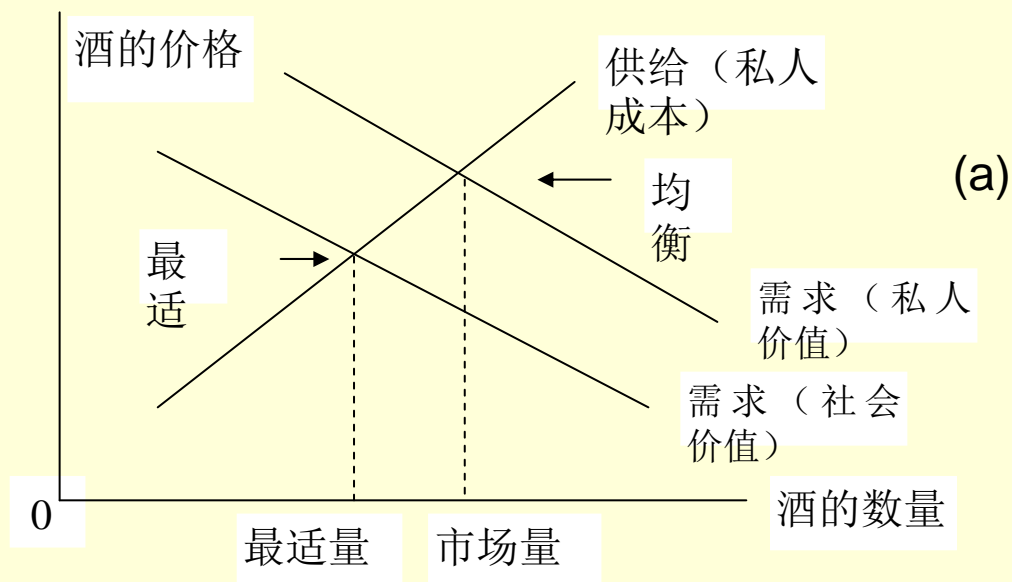 酒的价格
供给（私人
成本）
(a)
均
衡
最
适
需求（私人
价值）
需求（社会
价值）
0
酒的数量
最适量
市场量